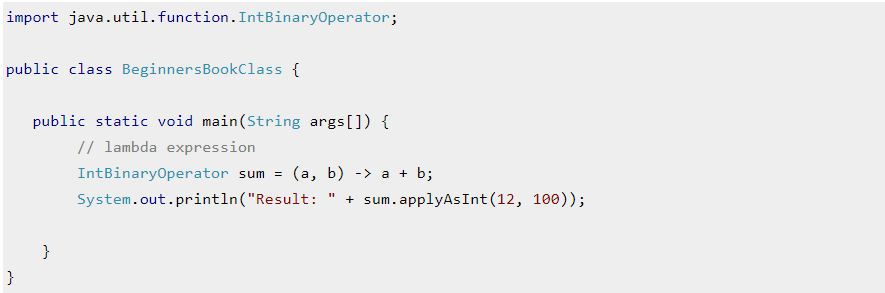 import java.util.function.IntBinaryOperator;
public class BeginnersBookClass {
public static void main(String args[]) {
// lambda expression
IntBinaryOperator sum = (a, b) -> a + b;
System.out.println("Result: " + sum.applyAsInt(12, 100));
}
}